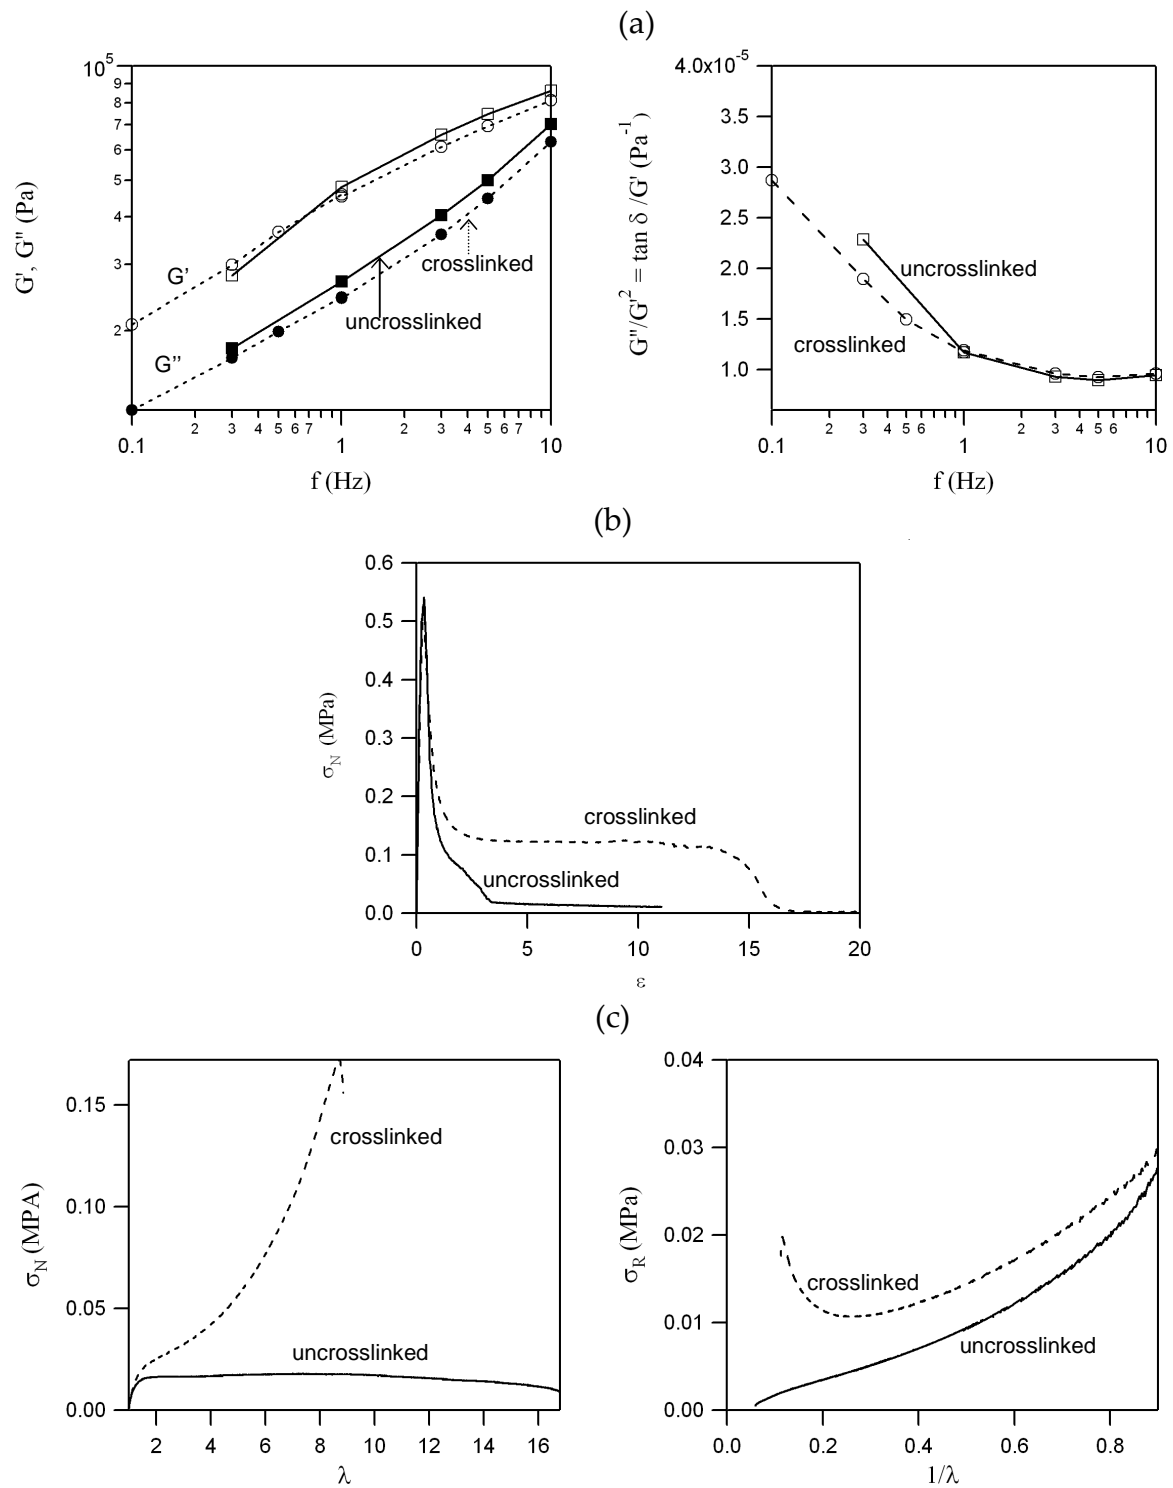 (a)
10^5
9
8
7
6
5
4
3
2
G', G" (Pa)
G'
G"
crosslinked
uncrosslinked
2 3 4 5 6 7 2 3 4 5 6 7
0.1 1 10
f (Hz)
4.0x10^-5
3.5
3.0
2.5
2.0
1.5
1.0
G"/G'^2 = tan δ /G' (Pa^-1)
uncrosslinked
crosslinked
2 3 4 5 6 2 3 4 5 6
0.1 1 10
f (Hz)
(b)
0.6
0.5
0.4
0.3
0.2
0.1
0.0
σN (MPa)
crosslinked
uncrosslinked
0 5 10 15 20
ε
(c)
0.15
0.10
0.05
0.00
σN (MPA)
crosslinked
uncrosslinked
2 4 6 8 10 12 14 16
λ
0.04
0.03
0.02
0.01
0.00
σR (MPa)
crosslinked
uncrosslinked
0.0 0.2 0.4 0.6 0.8
1/λ